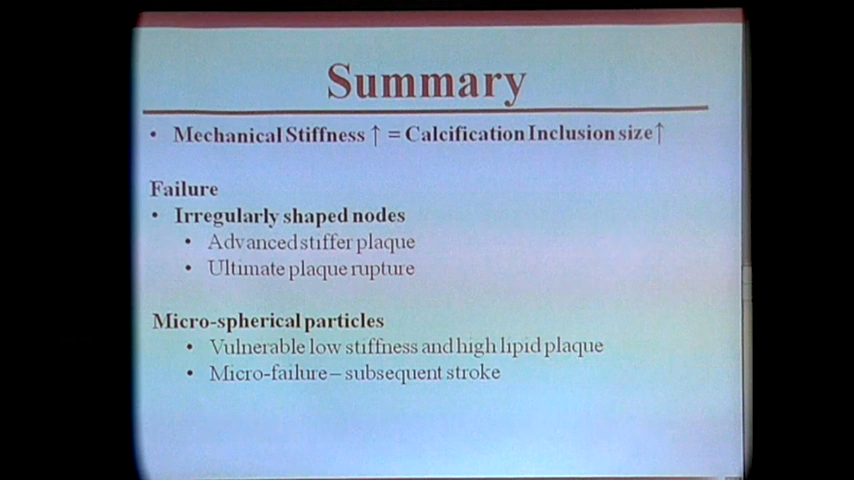 Summary
• Mechanical Stiffness ↑ = Calcification Inclusion size ↑
Failure
• Irregularly shaped nodes
• Advanced stiffer plaque
• Ultimate plaque rupture
Micro-spherical particles
• Vulnerable low stiffness and high lipid plaque
• Micro-failure – subsequent stroke